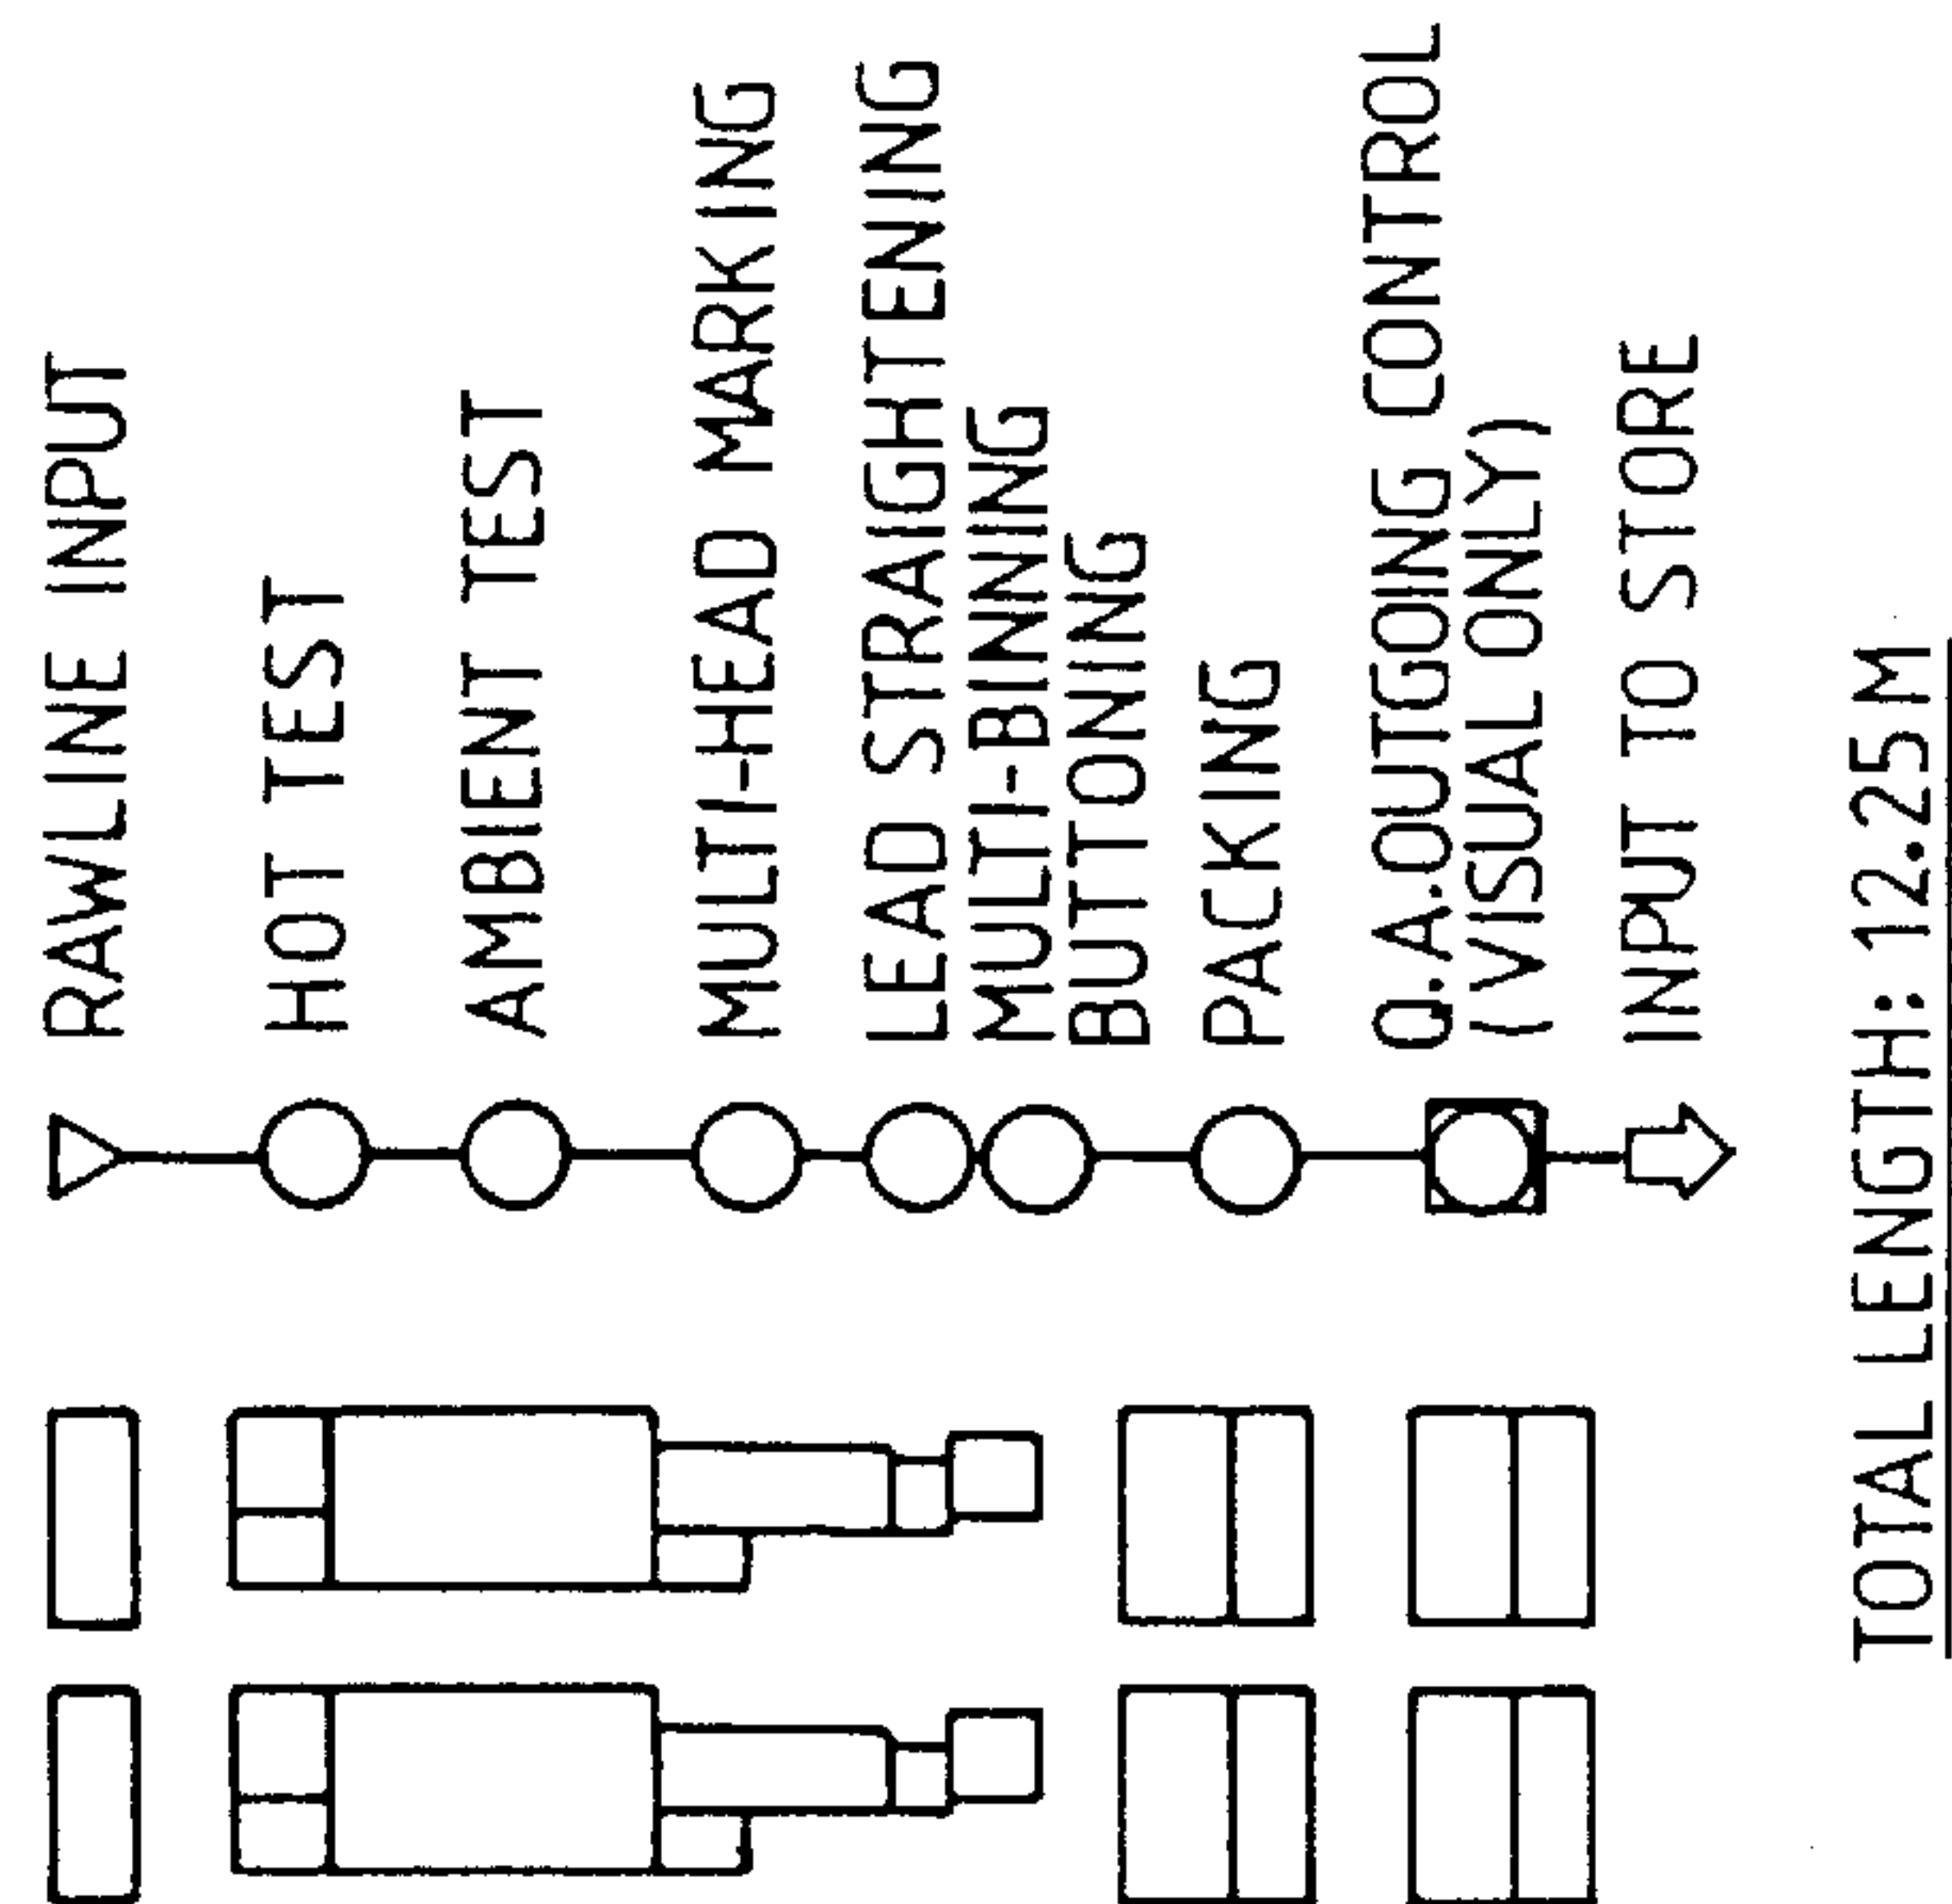 RAWLINE INPUT
HOT TEST
AMBIENT TEST
MULTI-HEAD MARKING
LEAD STRAIGHTENING
MULTI-BINNING
BUTTONING
PACKING
Q.A.OUTGOING CONTROL
(VISUAL ONLY)
INPUT TO STORE
TOTAL LENGTH: 12.25 M